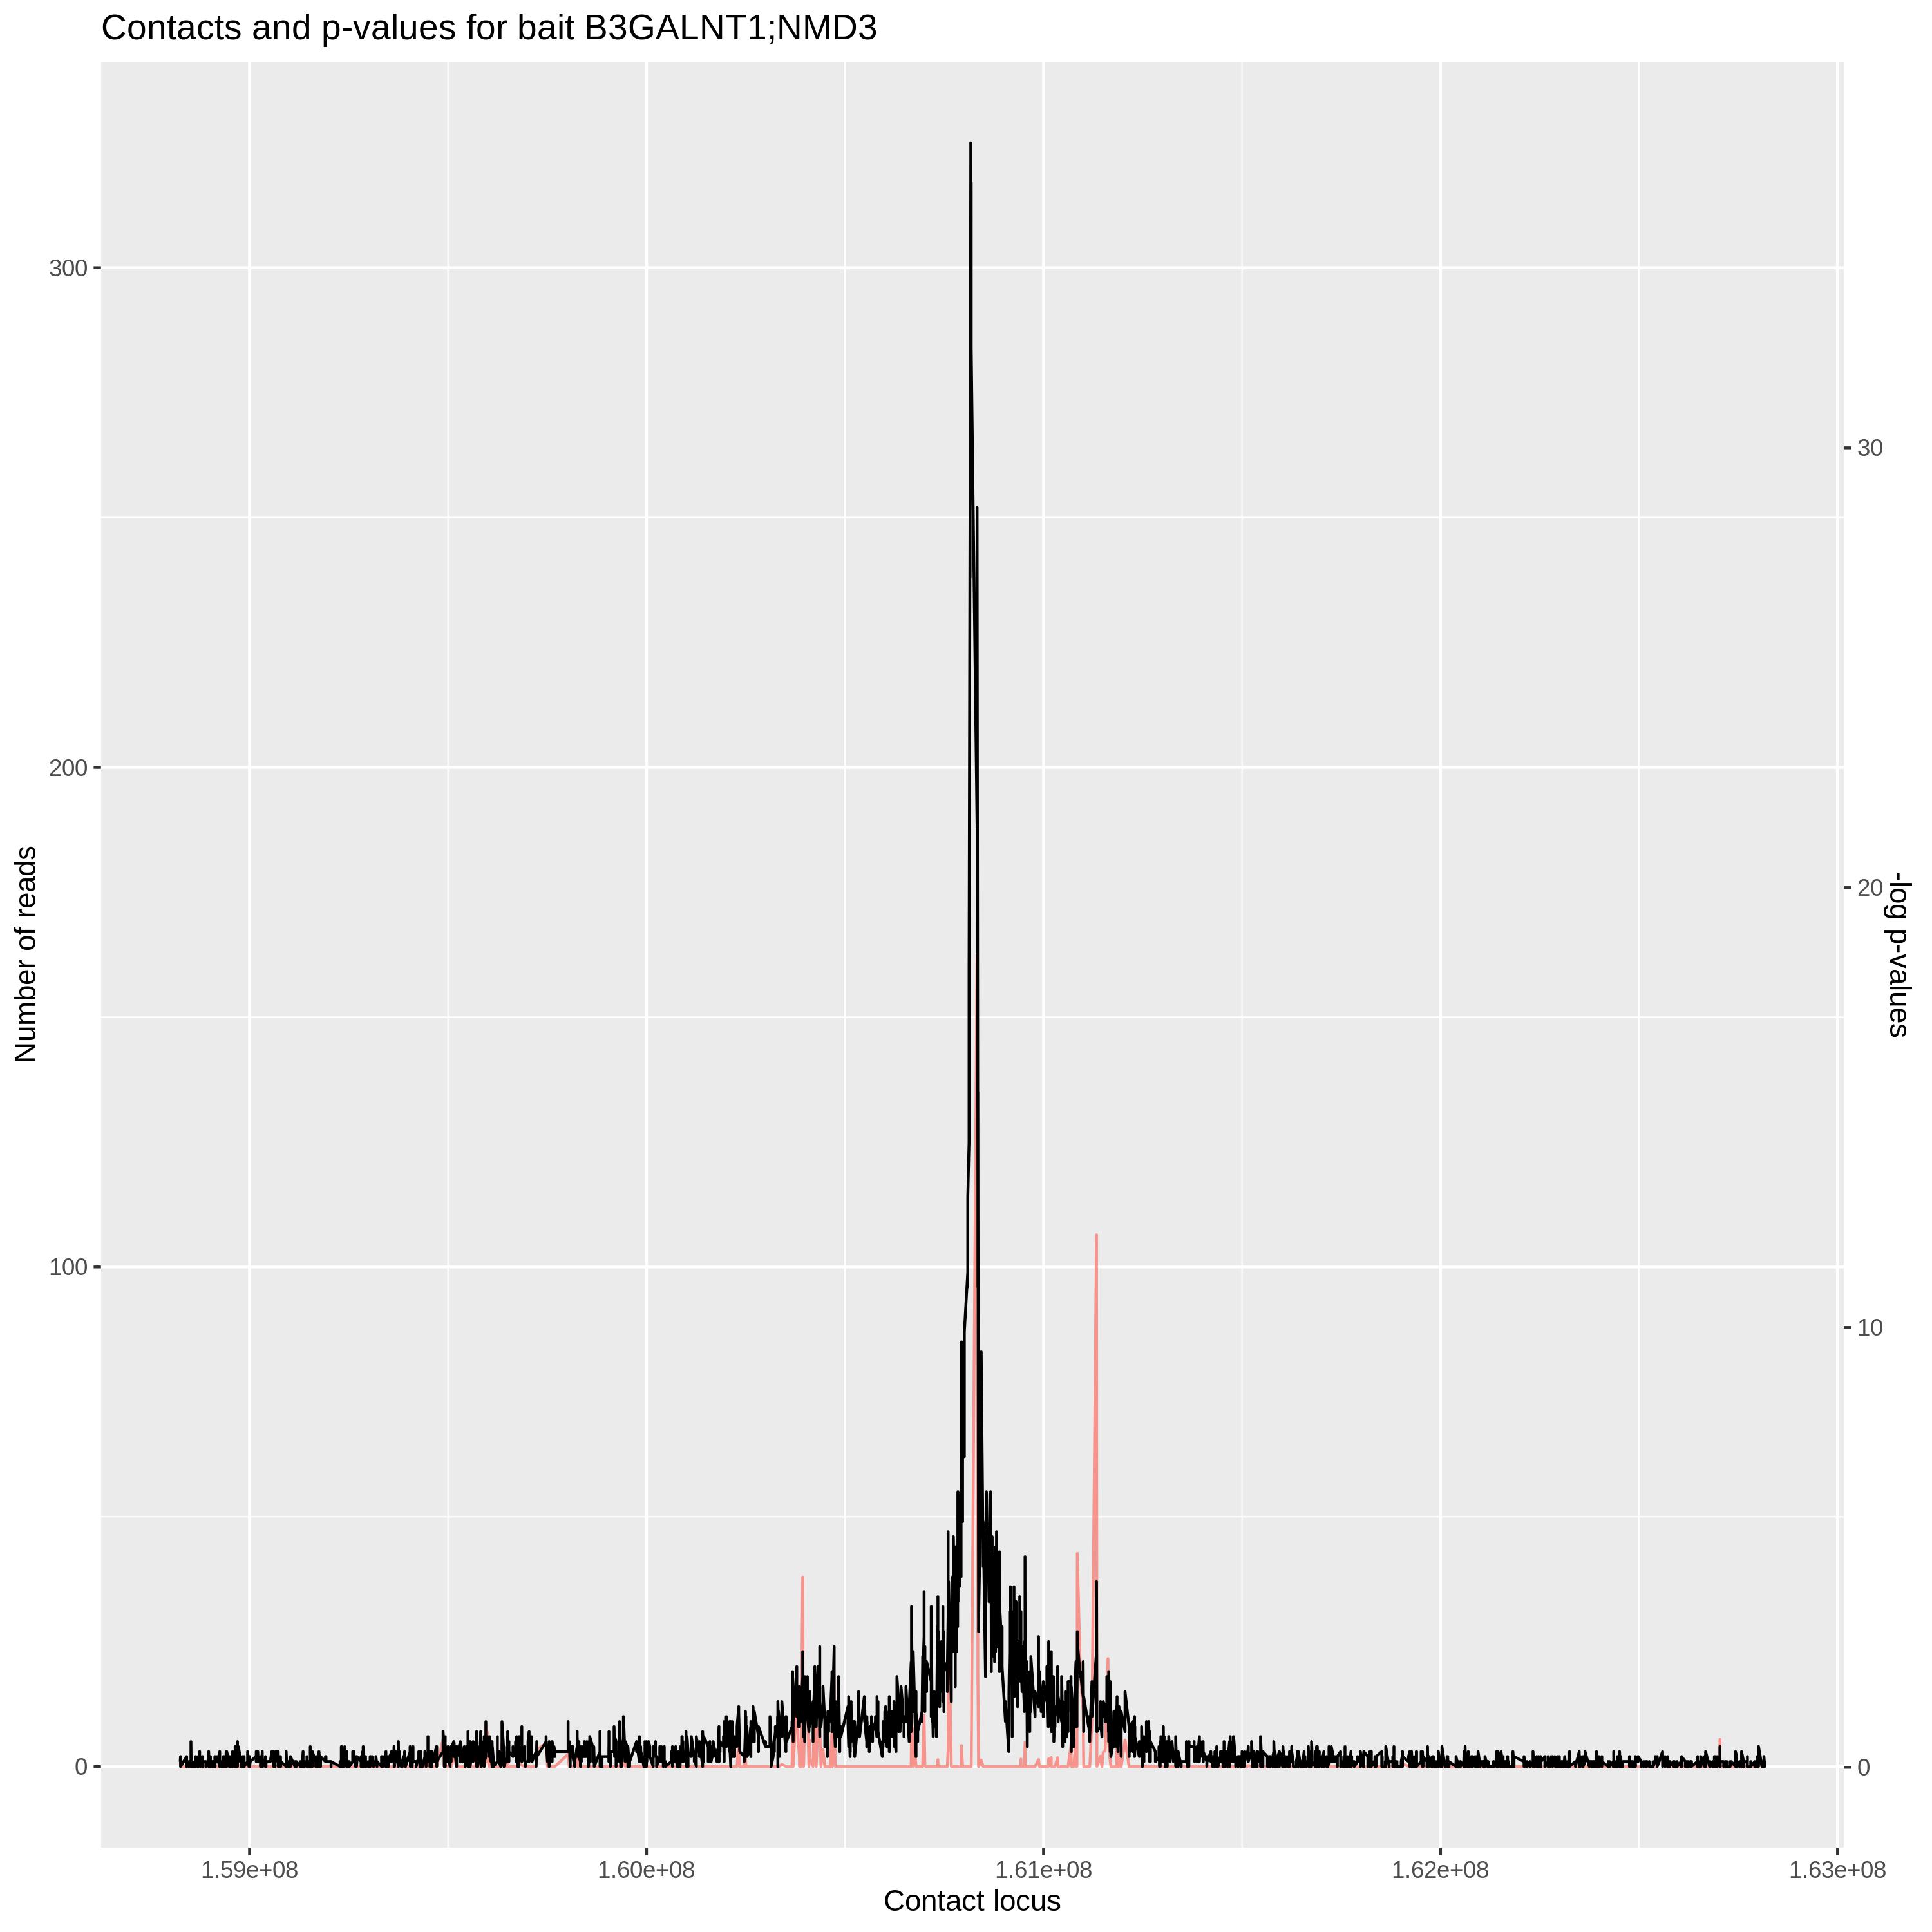 Contacts and p-values for bait B3GALNT1;NMD3
300
200
100
0
Number of reads
30
20
10
0
-log p-values
1.59e+08
1.60e+08
1.61e+08
1.62e+08
1.63e+08
Contact locus